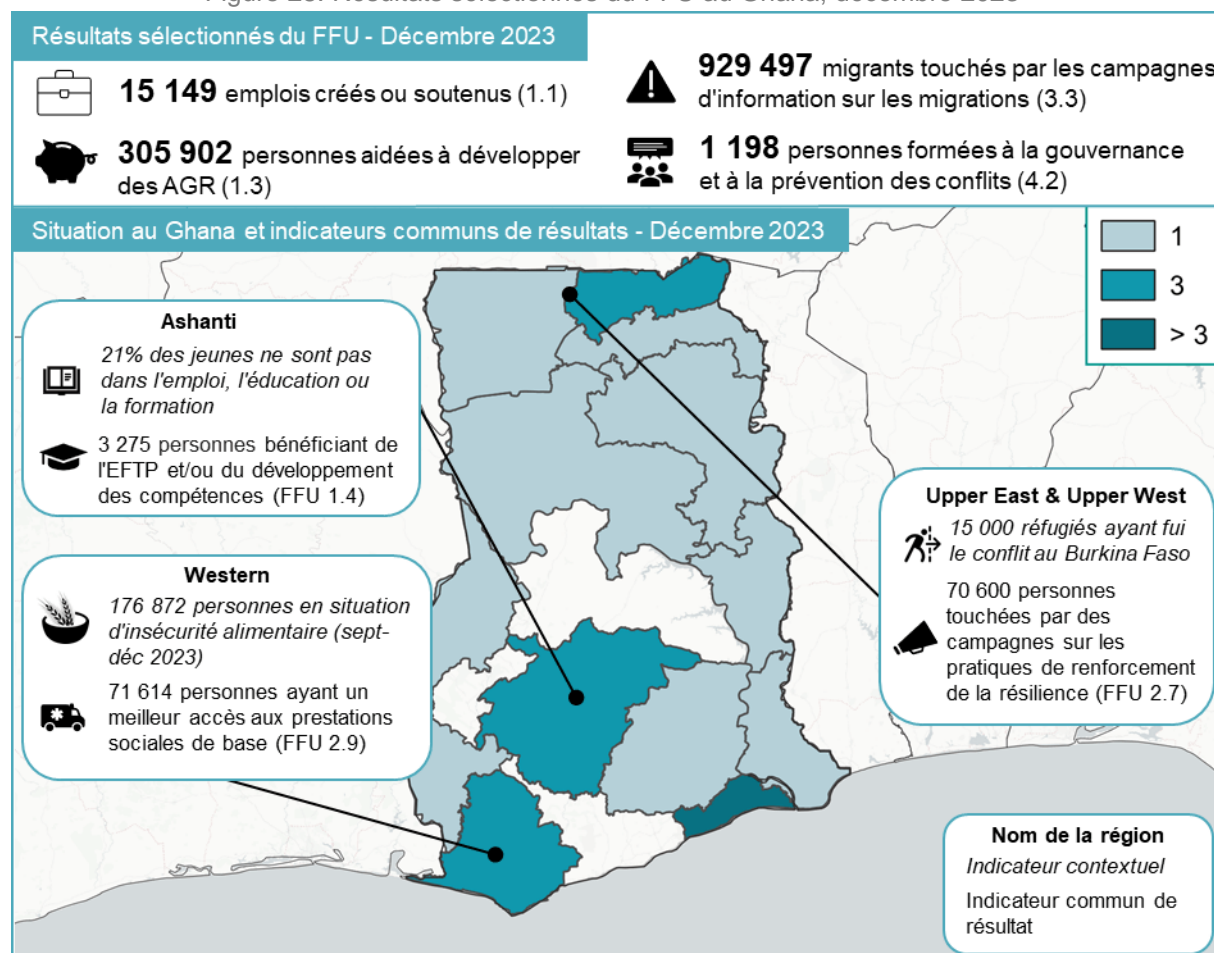 Résultats sélectionnés du FFU - Décembre 2023
15 149 emplois créés ou soutenus (1.1)
305 902 personnes aidées à développer
des AGR (1.3)
929 497 migrants touchés par les campagnes
d'information sur les migrations (3.3)
1 198 personnes formées à la gouvernance
et à la prévention des conflits (4.2)
Situation au Ghana et indicateurs communs de résultats - Décembre 2023
1
3
> 3
Ashanti
21% des jeunes ne sont pas
dans l'emploi, l'éducation ou
la formation
3 275 personnes bénéficiant de
l'EFTP et/ou du développement
des compétences (FFU 1.4)
Western
176 872 personnes en situation
d'insécurité alimentaire (sept-
déc 2023)
71 614 personnes ayant un
meilleur accès aux prestations
sociales de base (FFU 2.9)
Upper East & Upper West
15 000 réfugiés ayant fui
le conflit au Burkina Faso
70 600 personnes
touchées par des
campagnes sur les
pratiques de renforcement
de la résilience (FFU 2.7)
Nom de la région
Indicateur contextuel
Indicateur commun de
résultat